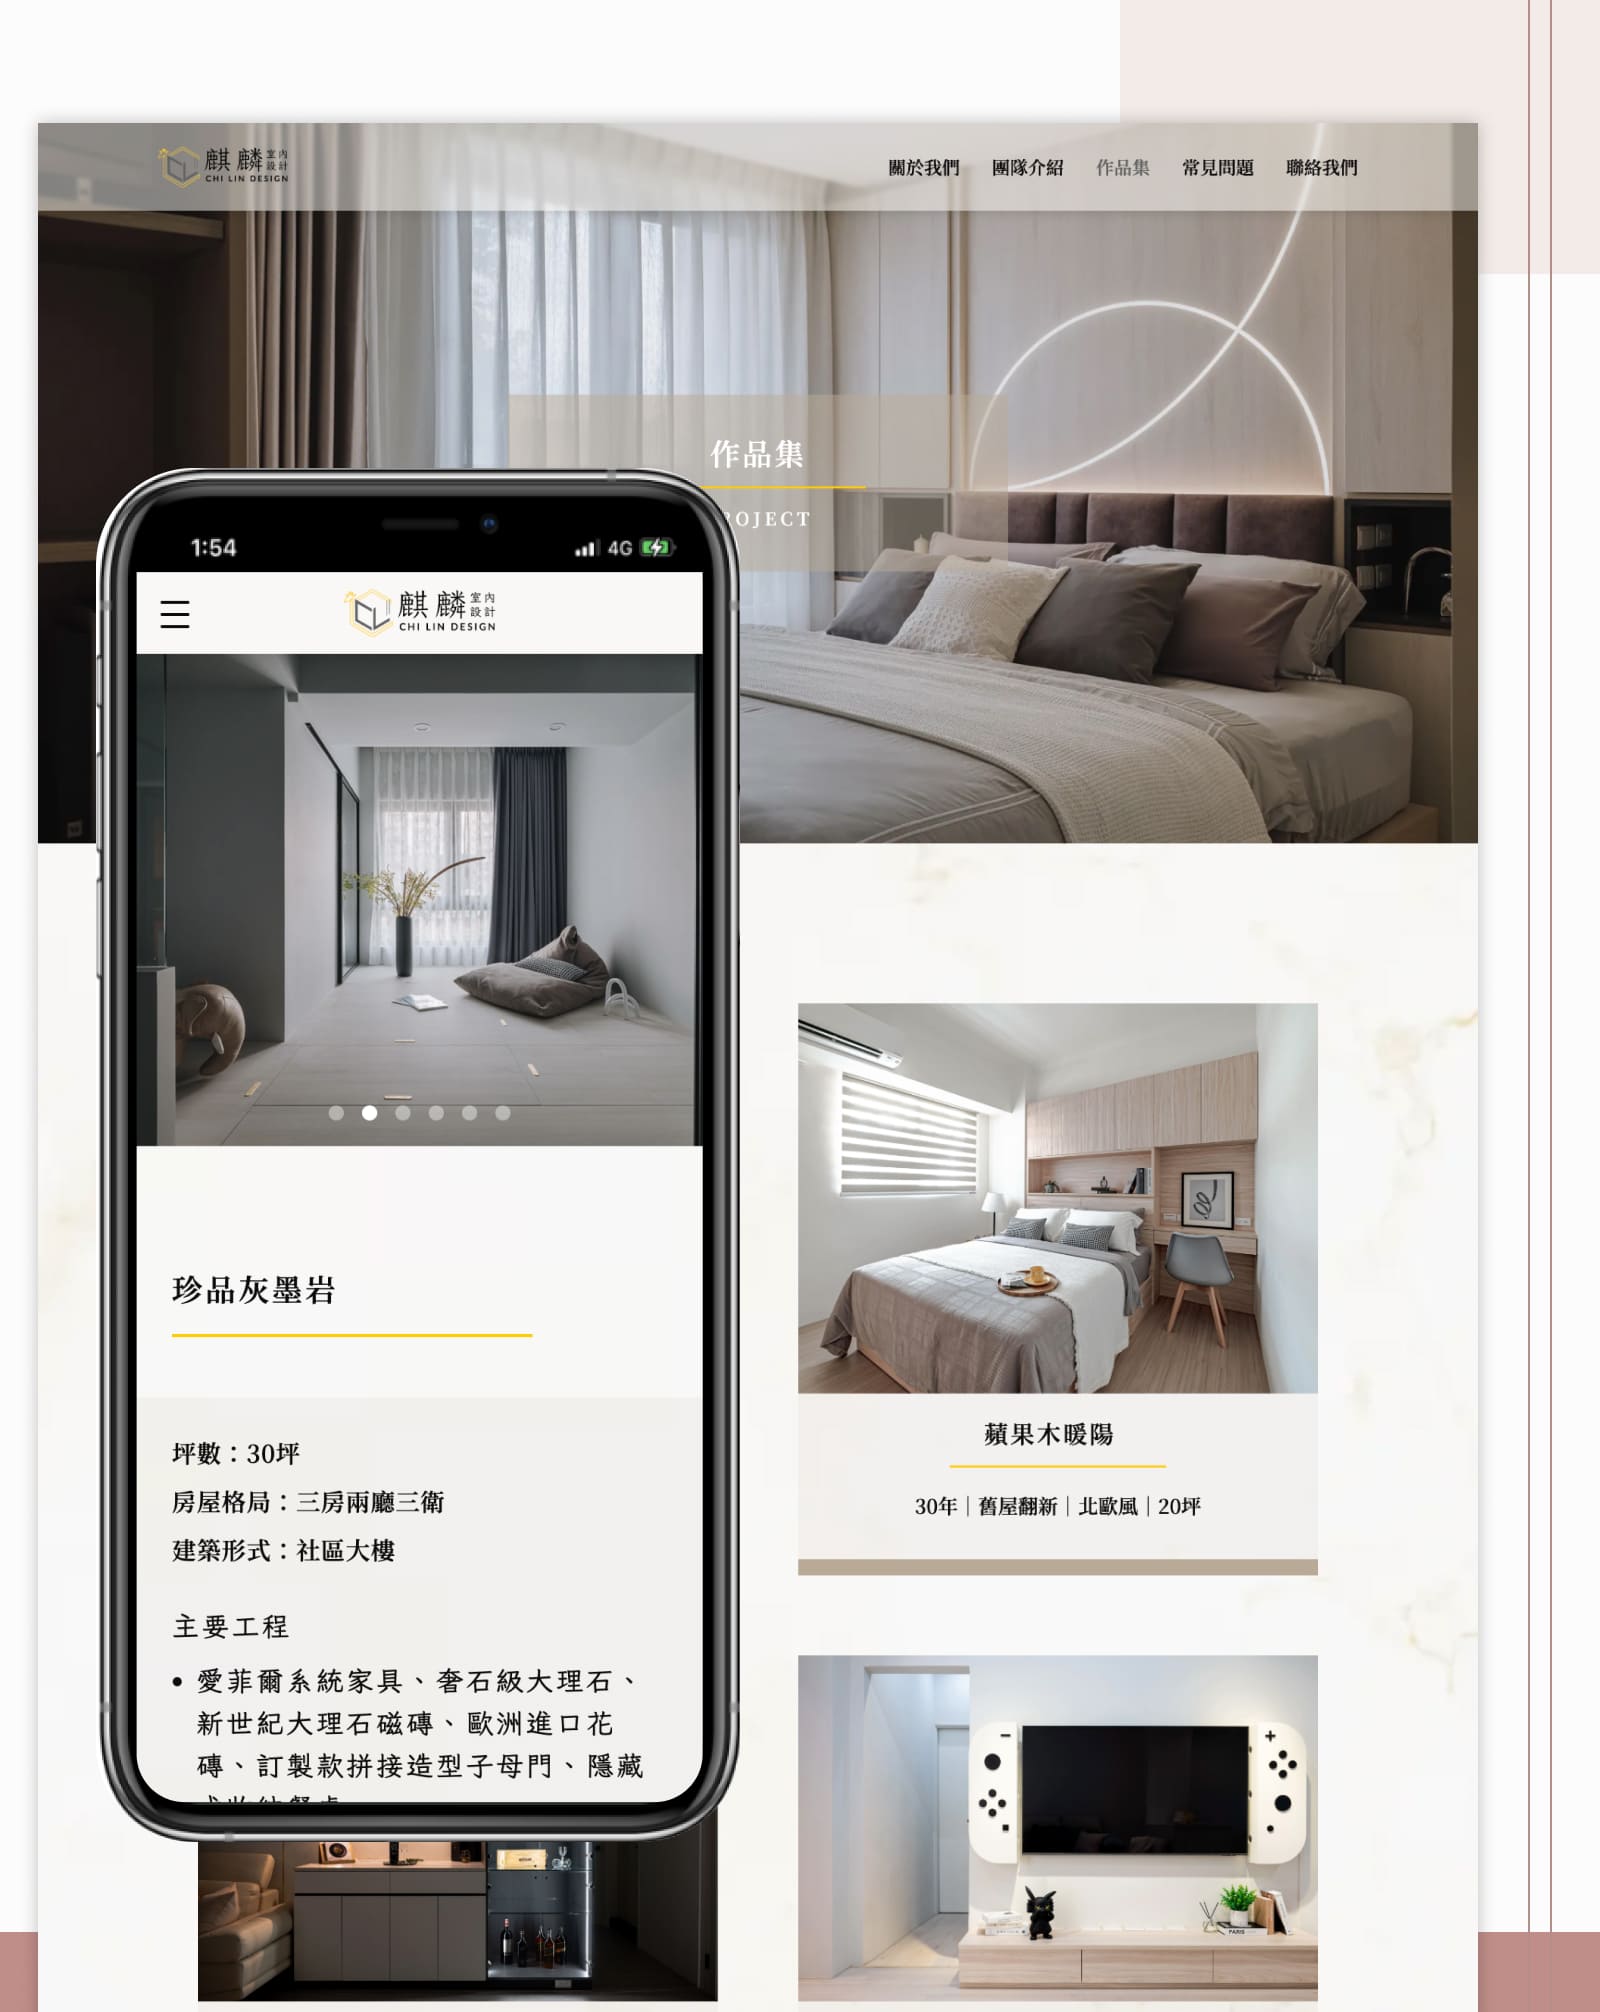 麒麟 室內設計
CHI LIN DESIGN
關於我們 團隊介紹 作品集 常見問題 聯絡我們
作品集
1:54
4G
麒麟 室內設計
CHI LIN DESIGN
珍品灰墨岩
坪數：30坪
房屋格局：三房兩廳三衛
建築形式：社區大樓
主要工程
• 愛菲爾系統家具、奢石級大理石、
新世紀大理石磁磚、歐洲進口花
磚、訂製款拼接造型子母門、隱藏
蘋果木暖陽
30年｜舊屋翻新｜北歐風｜20坪
PARIS